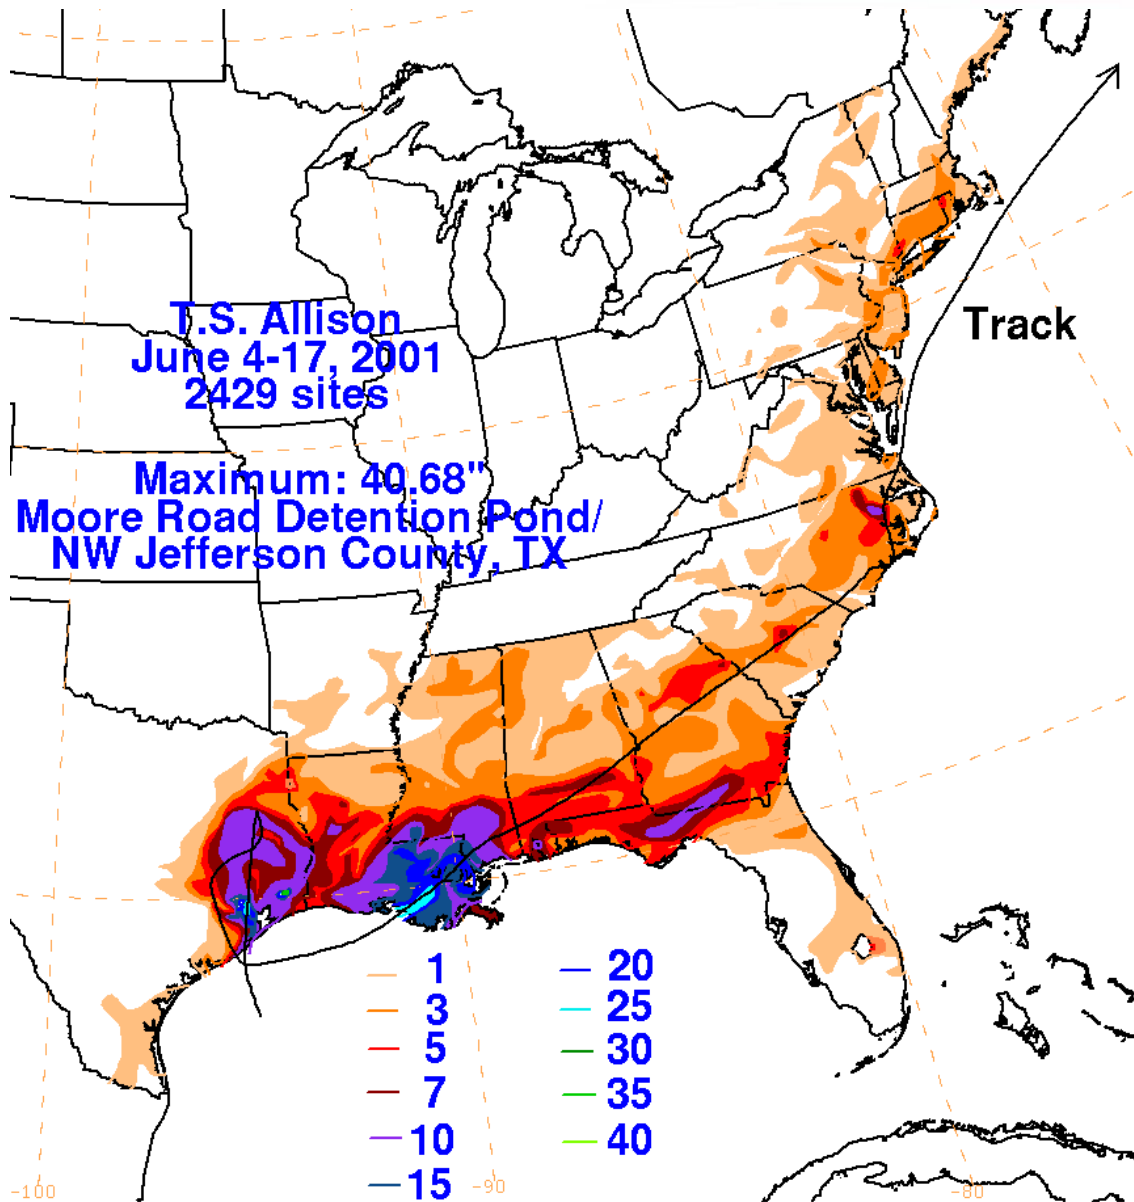 T.S. Allison
June 4-17, 2001
2429 sites
Track
Maximum: 40.68"
Moore Road Detention Pond/
NW Jefferson County, TX
1
3
5
7
10
15
20
25
30
35
40
-100
-90
-80